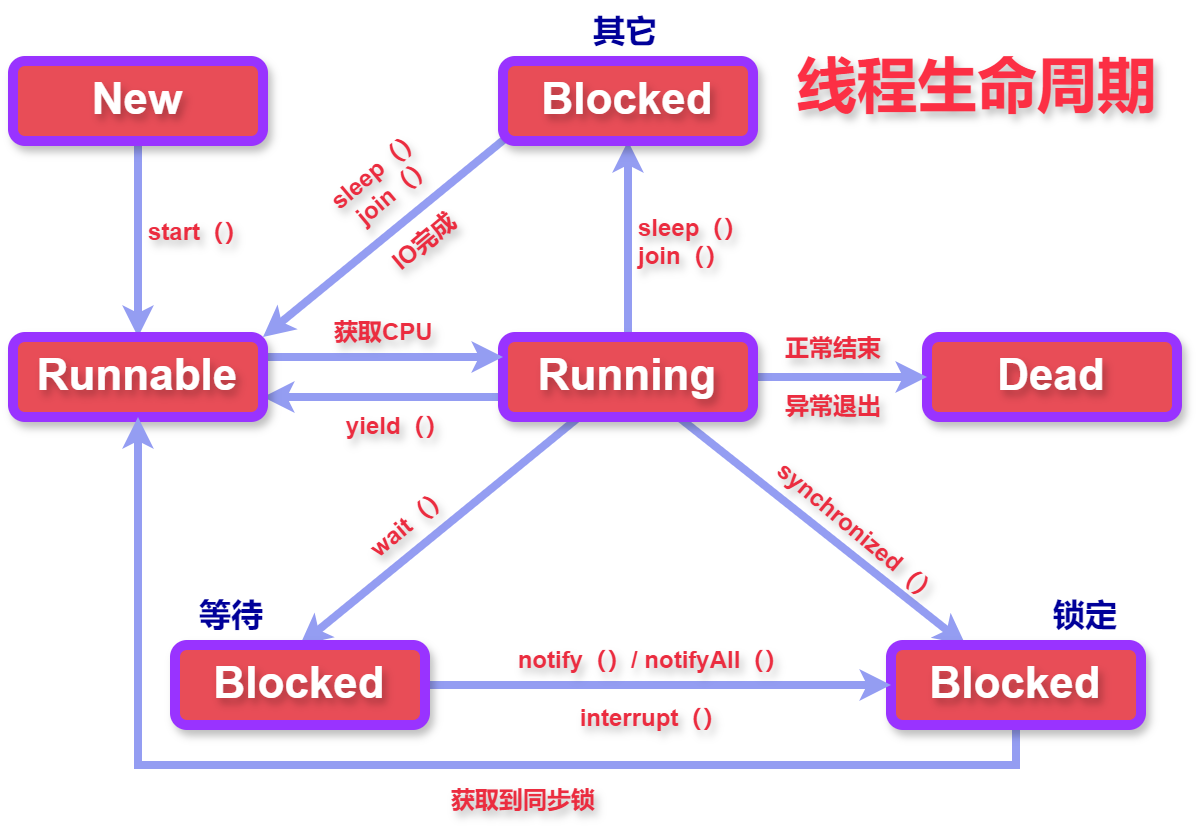 其它
线程生命周期
New
Blocked
sleep（）
join（）
IO完成
start（）
sleep（）
join（）
获取CPU
正常结束
Runnable
Running
Dead
yield（）
异常退出
wait（）
synchronized（）
等待
锁定
Blocked
notify（）/ notifyAll（）
Blocked
interrupt（）
获取到同步锁